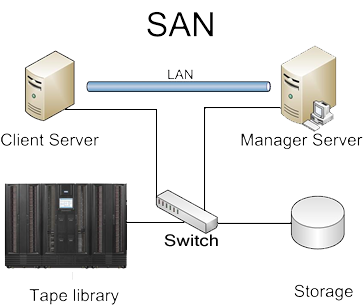 SAN
LAN
Client Server
Manager Server
Switch
Tape library
Storage